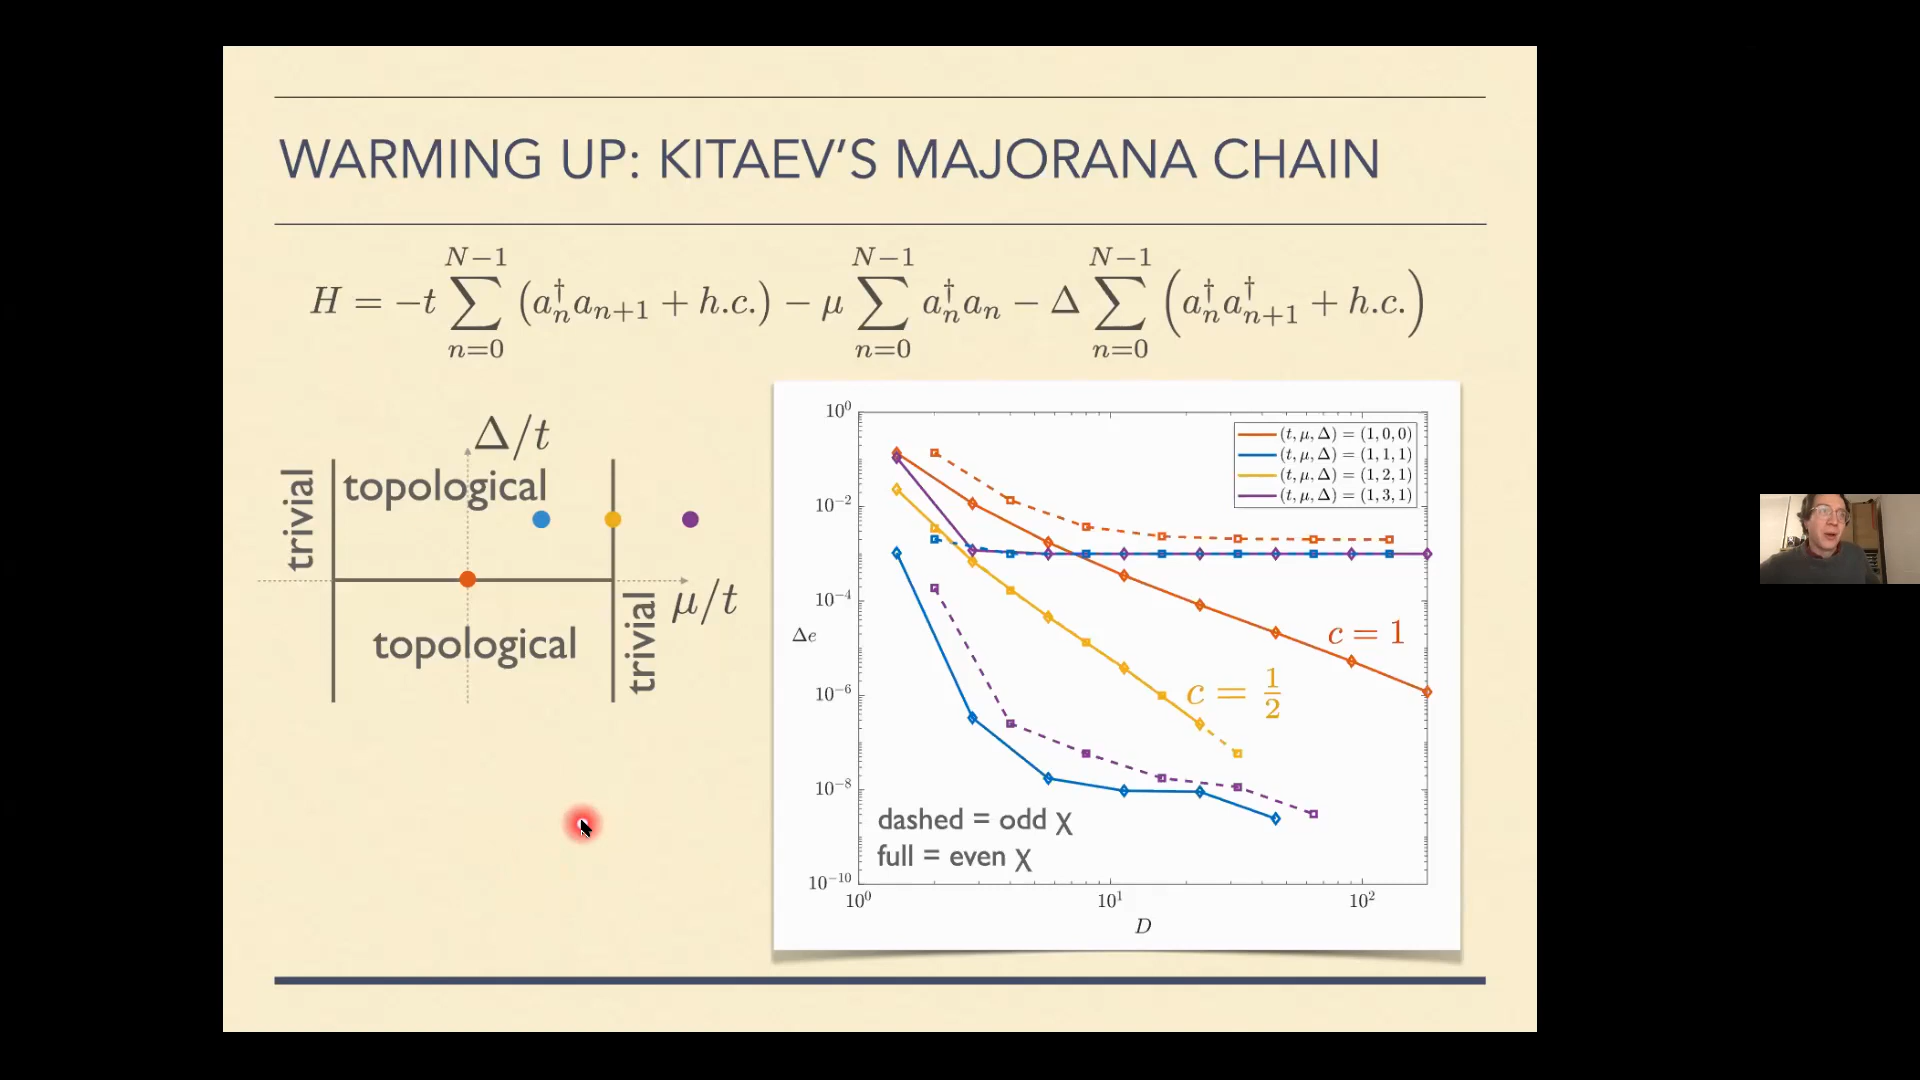 WARMING UP: KITAEV'S MAJORANA CHAIN
H = −t ∑_{n=0}^{N−1} (a_n^† a_{n+1} + h.c.) − μ ∑_{n=0}^{N−1} a_n^† a_n − Δ ∑_{n=0}^{N−1} (a_n^† a_{n+1}^† + h.c.)
Δ/t
trivial
topological
μ/t
topological
trivial
10^0
10^{−2}
10^{−4}
Δe
10^{−6}
10^{−8}
10^{−10}
(t, μ, Δ) = (1, 0, 0)
(t, μ, Δ) = (1, 1, 1)
(t, μ, Δ) = (1, 2, 1)
(t, μ, Δ) = (1, 3, 1)
c = 1
c = 1/2
dashed = odd χ
full = even χ
10^0
10^1
10^2
D